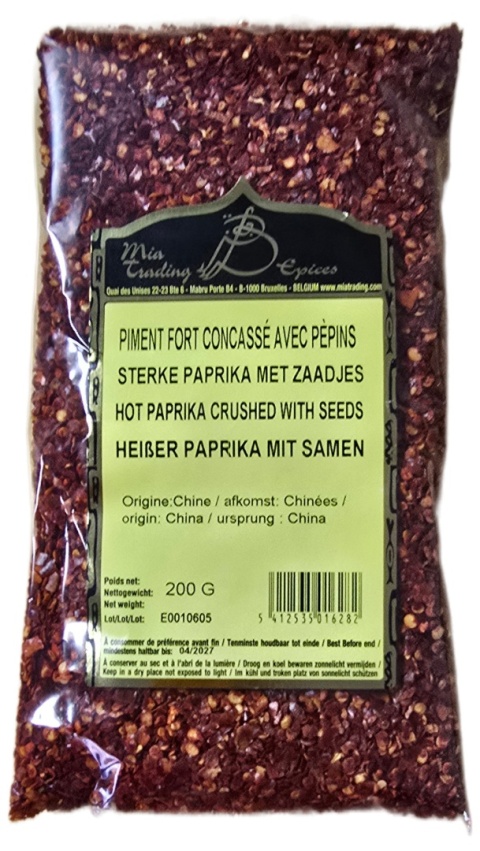 Mia
Trading
Epices
Quai des Usines 22-23 Bte 6 - Mabru Porte 84 - B-1000 Bruxelles - BELGIUM www.miatrading.com
PIMENT FORT CONCASSÉ AVEC PÈPINS
STERKE PAPRIKA MET ZAADJES
HOT PAPRIKA CRUSHED WITH SEEDS
HEIßER PAPRIKA MIT SAMEN
Origine:Chine / afkomst: Chinées /
origin: China / ursprung : China
Poids net:
Nettogewicht: 200 G
Net weight:
Lot/Lot/Lot: E0010605
5 412535 016282
À consommer de préférence avant fin / Tenminste houdbaar tot einde / Best Before end /
mindestens haltbar bis: 04/2027
À conserver au sec et à l'abri de la lumière / Droog en koel bewaren zonnelicht vermijden /
Keep in a dry place not exposed to light / Im kühl und troken platz von sonnelicht schützen